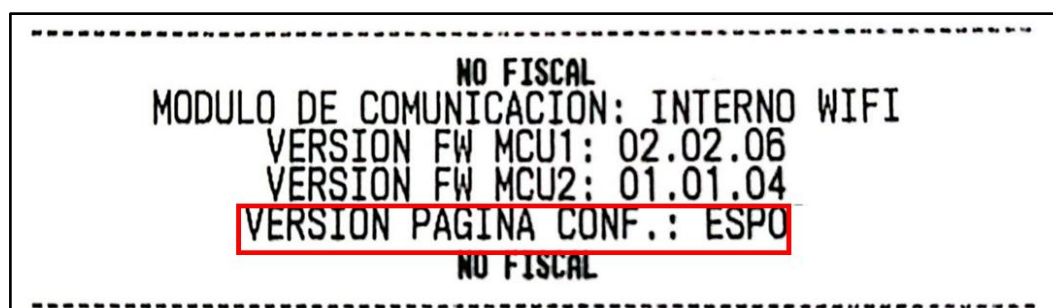 NO FISCAL
MODULO DE COMUNICACION: INTERNO WIFI
VERSION FW MCU1: 02.02.06
VERSION FW MCU2: 01.01.04
VERSION PAGINA CONF.: ESP0
NO FISCAL